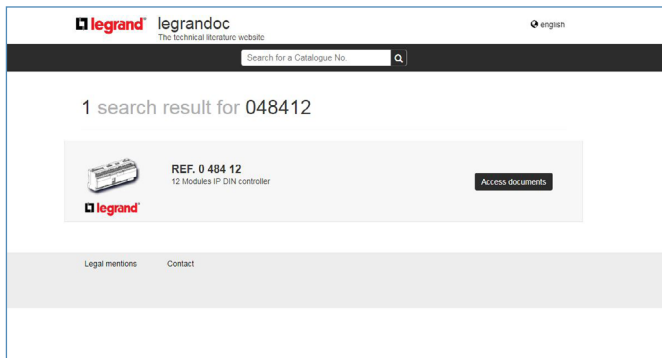 legrand
legrandoc
The technical literature website
english
Search for a Catalogue No.
1 search result for 048412
REF. 0 484 12
12 Modules IP DIN controller
legrand
Access documents
Legal mentions
Contact